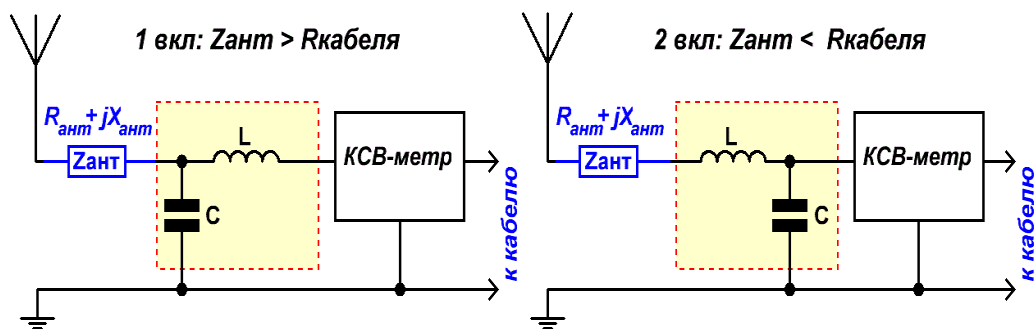 1 вкл: Zант > Rкабеля
Rант + jXант
L
Zант
КСВ-метр
C
к кабелю
2 вкл: Zант < Rкабеля
Rант + jXант
L
Zант
КСВ-метр
C
к кабелю